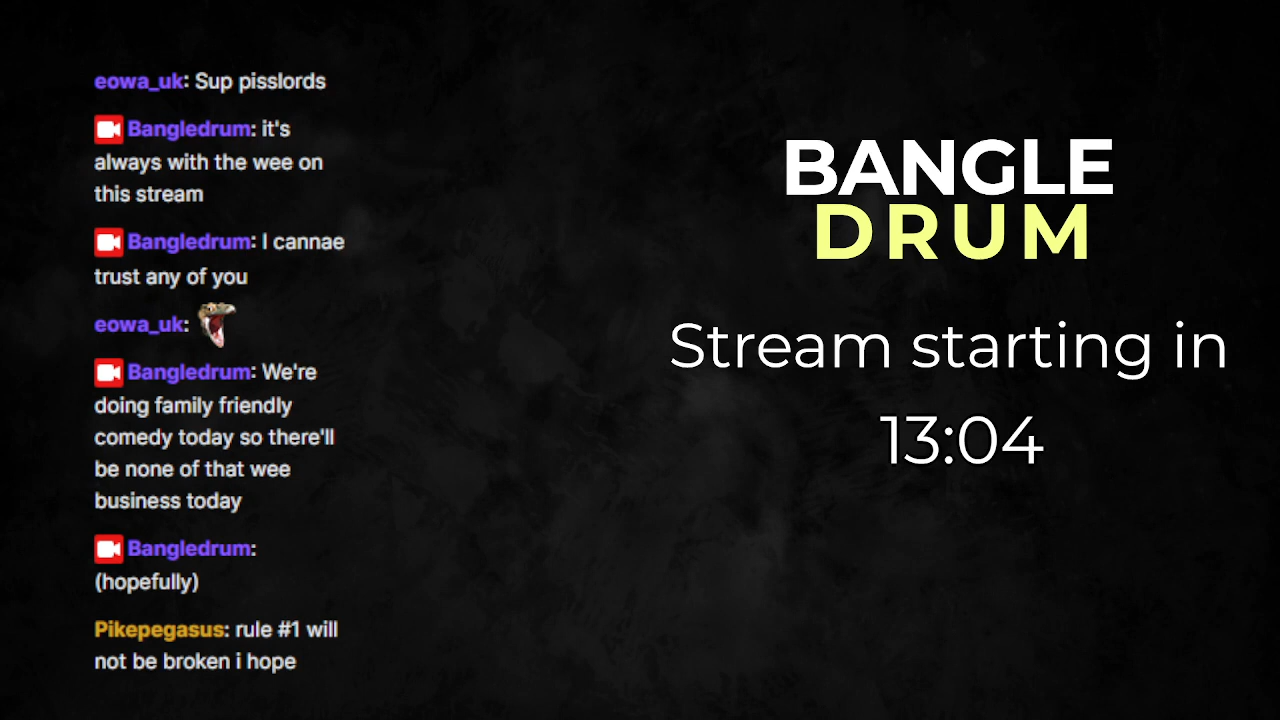 eowa_uk: Sup pisslords
Bangledrum: it's
always with the wee on
this stream
Bangledrum: I cannae
trust any of you
eowa_uk:
Bangledrum: We're
doing family friendly
comedy today so there'll
be none of that wee
business today
Bangledrum:
(hopefully)
Pikepegasus: rule #1 will
not be broken i hope
BANGLE
DRUM
Stream starting in
13:04